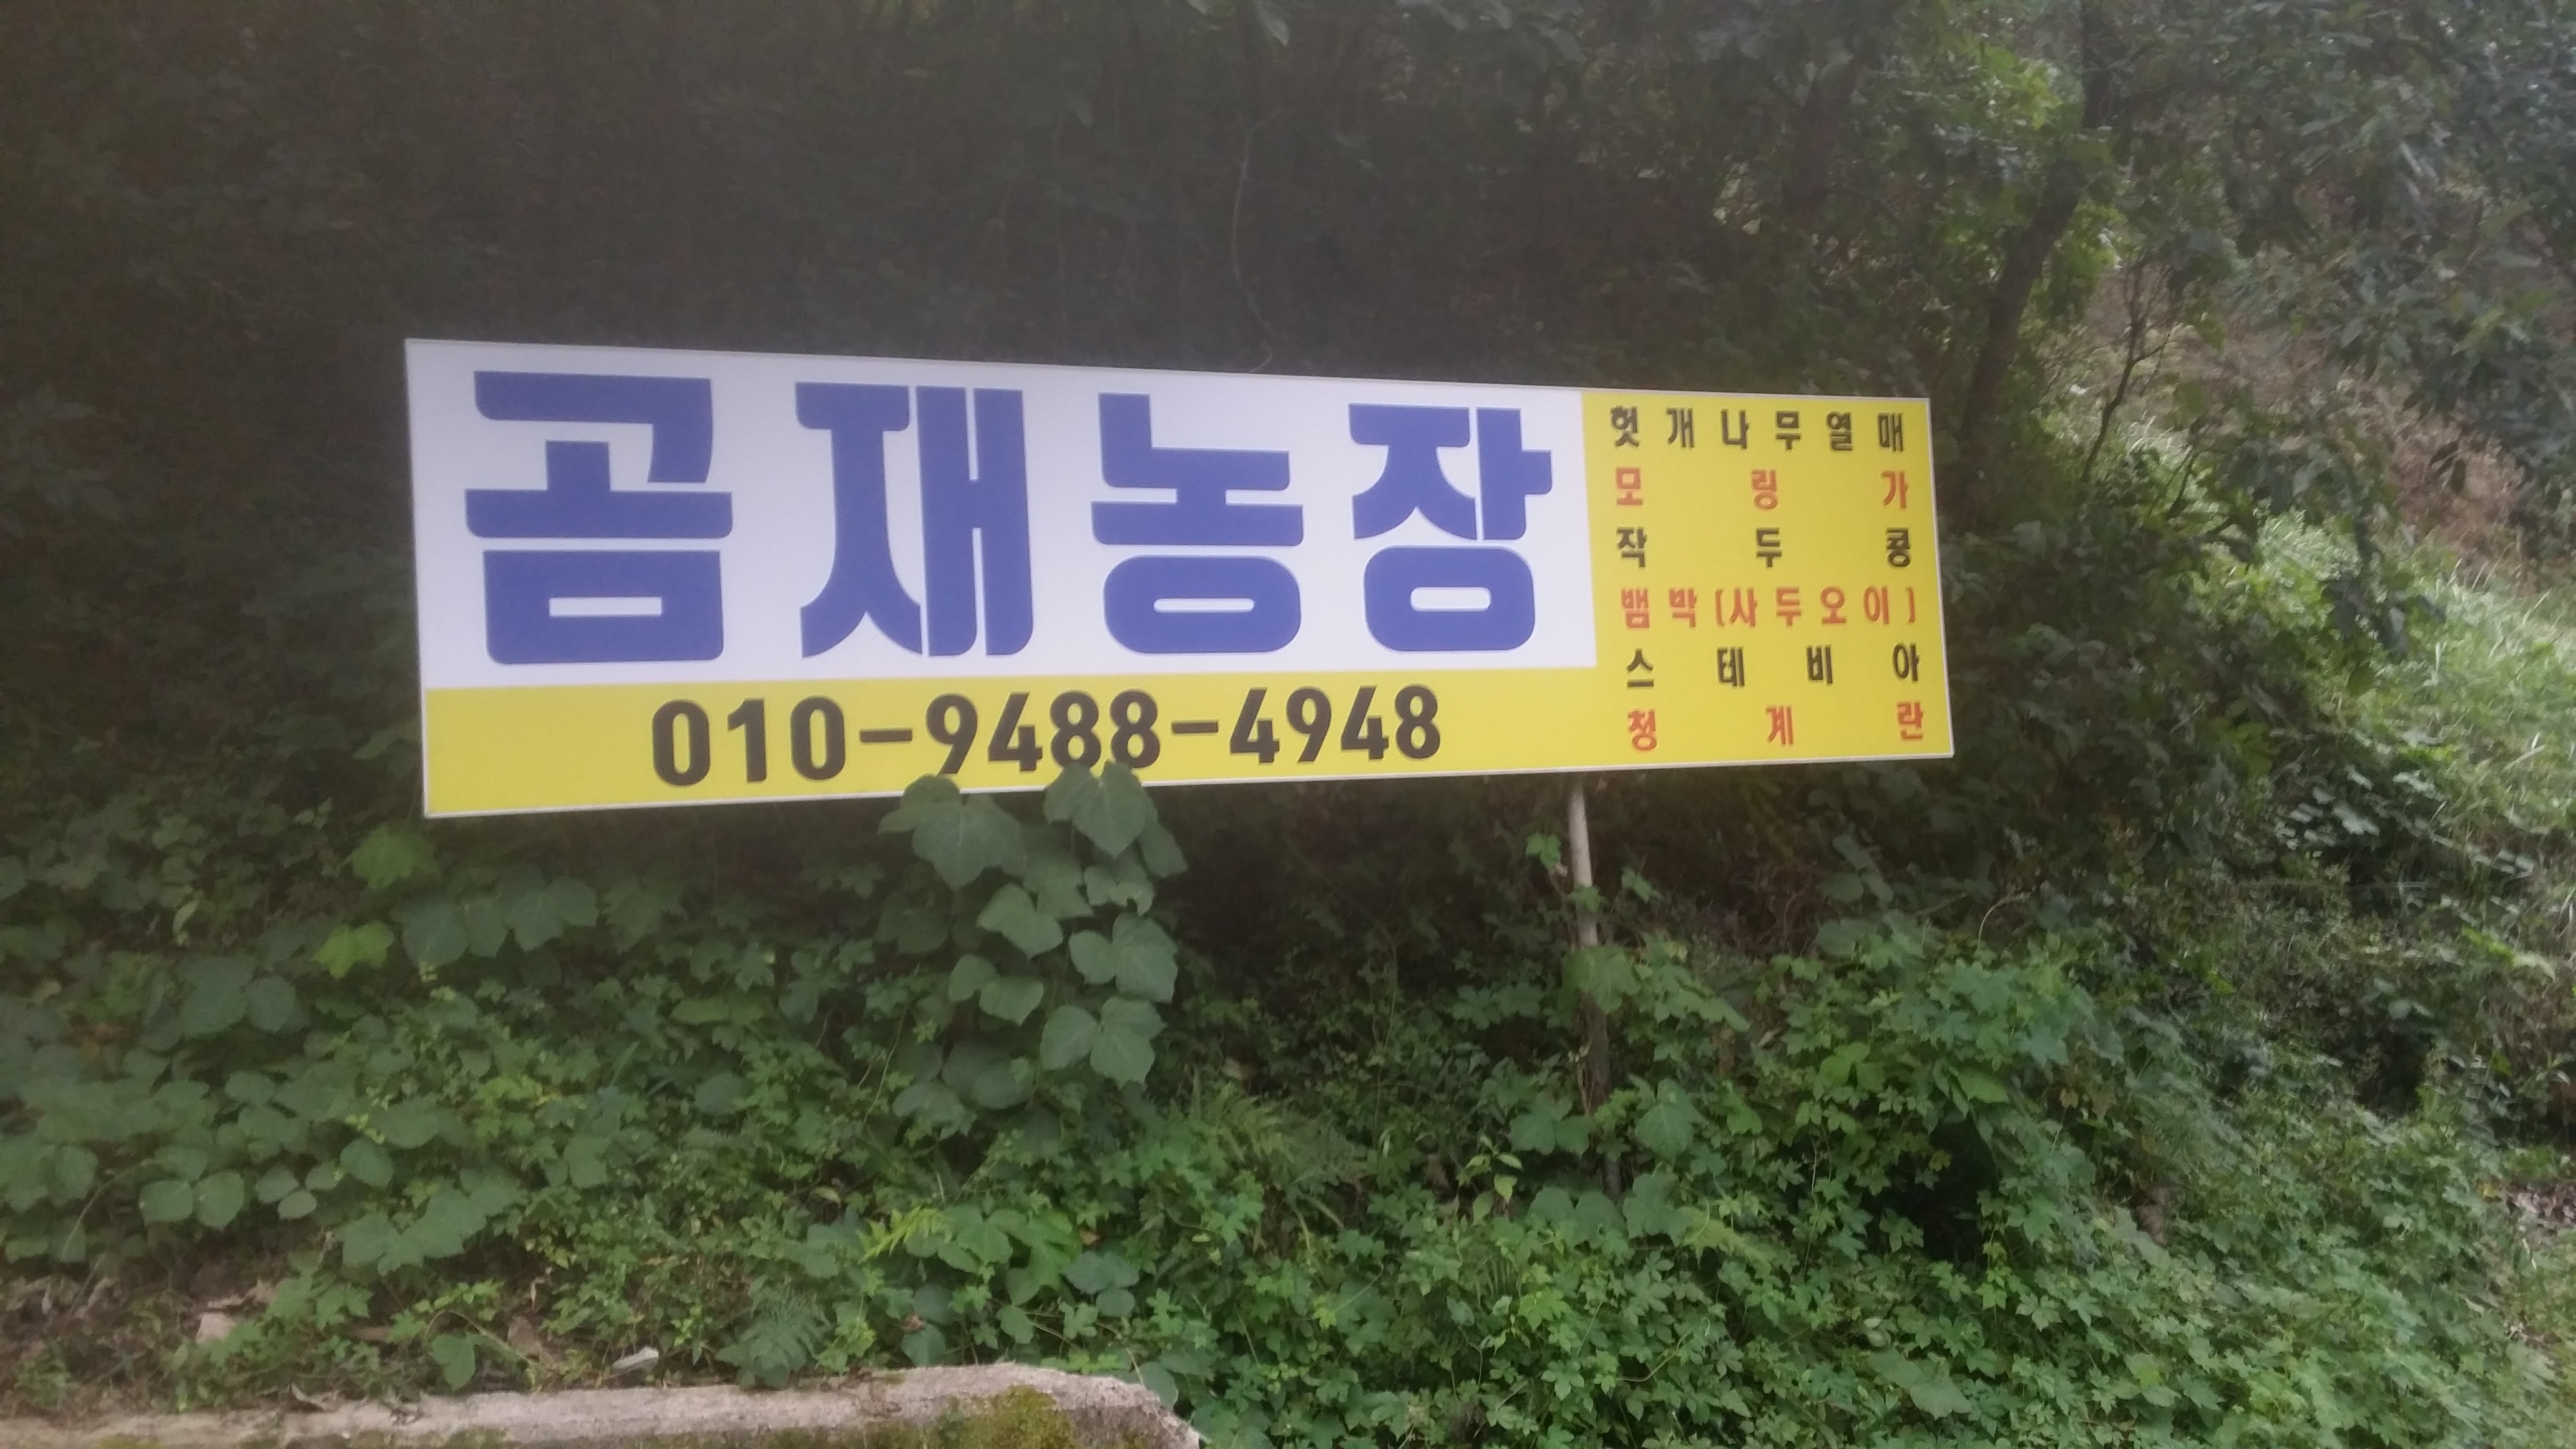 곰재농장
010-9488-4948
헛개나무열매
모링가
작두콩
뱀박(사두오이)
스테비아
청계란